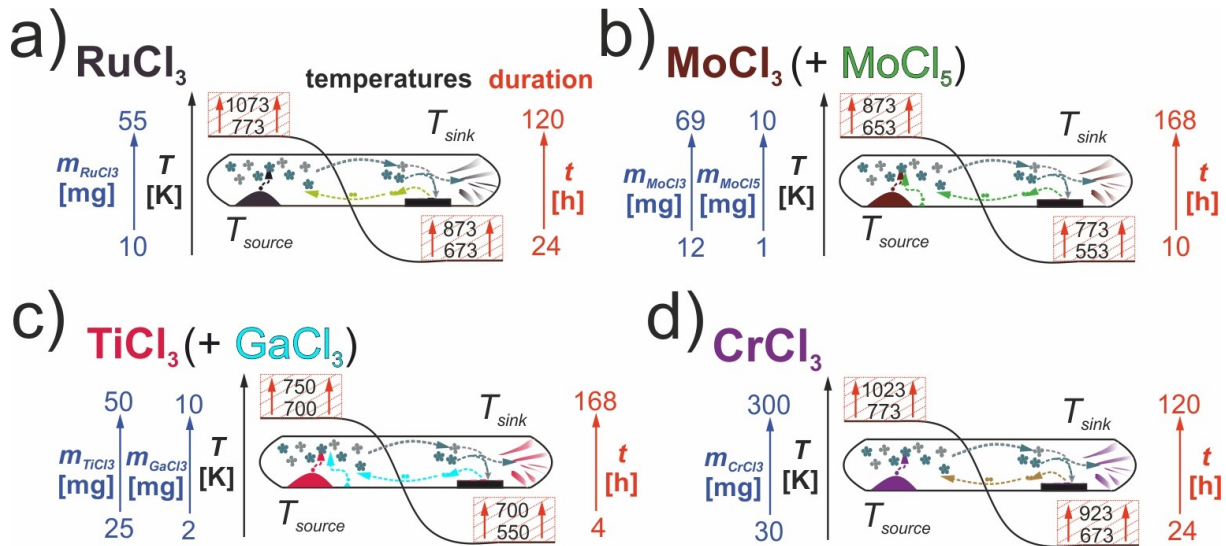 a) RuCl3
temperatures duration
55
1073
773
Tsink
120
mRuCl3
[mg]
T
[K]
t
[h]
10
Tsource
873
673
24
b) MoCl3 (+ MoCl5)
69 10
873
653
Tsink
168
mMoCl3 mMoCl5
[mg] [mg]
T
[K]
t
[h]
12 1
Tsource
773
553
10
c) TiCl3 (+ GaCl3)
50 10
750
700
Tsink
168
mTiCl3 mGaCl3
[mg] [mg]
T
[K]
t
[h]
25 2
Tsource
700
550
4
d) CrCl3
300
1023
773
Tsink
120
mCrCl3
[mg]
T
[K]
t
[h]
30
Tsource
923
673
24